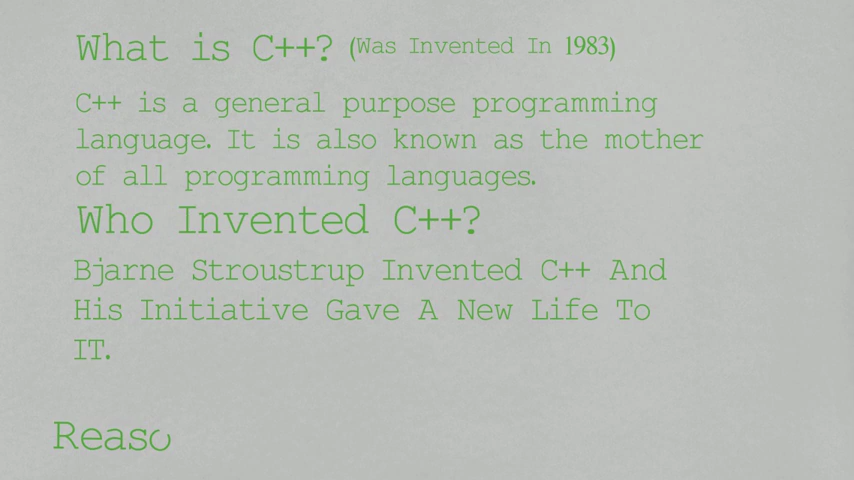 What is C++? (Was Invented In 1983)
C++ is a general purpose programming
language. It is also known as the mother
of all programming languages.
Who Invented C++?
Bjarne Stroustrup Invented C++ And
His Initiative Gave A New Life To
IT.
Reaso